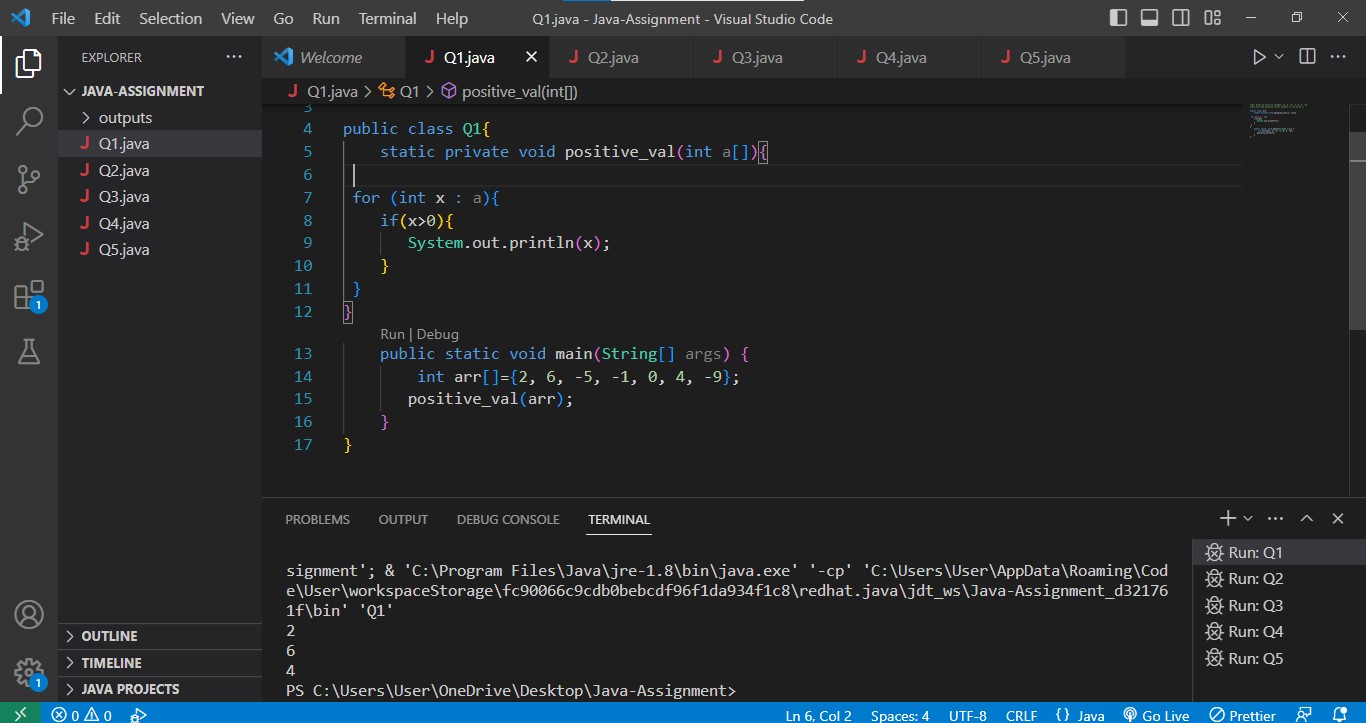 File Edit Selection View Go Run Terminal Help Q1.java - Java-Assignment - Visual Studio Code
EXPLORER
JAVA-ASSIGNMENT
outputs
Q1.java
Q2.java
Q3.java
Q4.java
Q5.java
OUTLINE
TIMELINE
JAVA PROJECTS
1
1
Welcome Q1.java Q2.java Q3.java Q4.java Q5.java
Q1.java > Q1 > positive_val(int[])
3
4 public class Q1{
5 static private void positive_val(int a[]){
6
7 for (int x : a){
8 if(x>0){
9 System.out.println(x);
10 }
11 }
12 }
Run | Debug
13 public static void main(String[] args) {
14 int arr[]={2, 6, -5, -1, 0, 4, -9};
15 positive_val(arr);
16 }
17 }
PROBLEMS OUTPUT DEBUG CONSOLE TERMINAL
signment'; & 'C:\Program Files\Java\jre-1.8\bin\java.exe' '-cp' 'C:\Users\User\AppData\Roaming\Cod
e\User\workspaceStorage\fc90066c9cdb0bebcdf96f1da934f1c8\redhat.java\jdt_ws\Java-Assignment_d32176
1f\bin' 'Q1'
2
6
4
PS C:\Users\User\OneDrive\Desktop\Java-Assignment>
Run: Q1
Run: Q2
Run: Q3
Run: Q4
Run: Q5
0 0 Ln 6, Col 2 Spaces: 4 UTF-8 CRLF {} Java Go Live Prettier